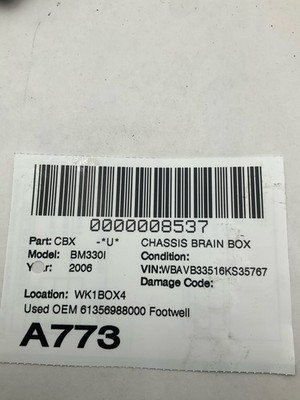 0000008537
Part: CBX -*U* CHASSIS BRAIN BOX
Model: BM330I Condition:
Year: 2006 VIN:WBAVB33516KS35767
Damage Code:
Location: WK1BOX4
Used OEM 61356988000 Footwell
A773